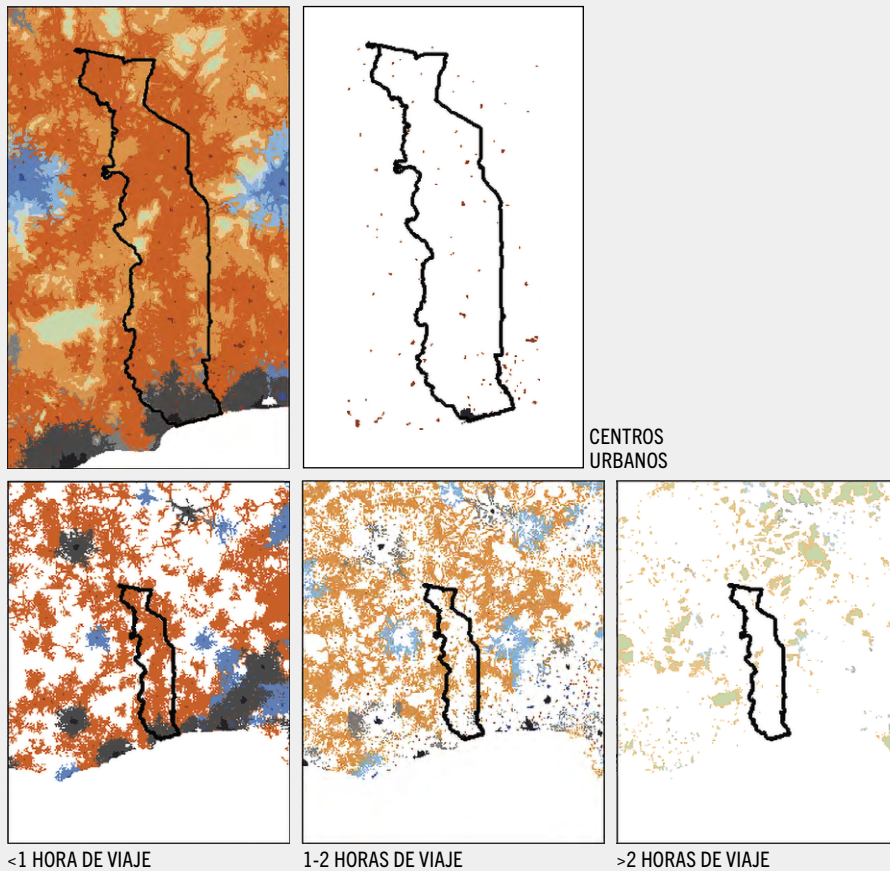 CENTROS
URBANOS
<1 HORA DE VIAJE
1-2 HORAS DE VIAJE
>2 HORAS DE VIAJE